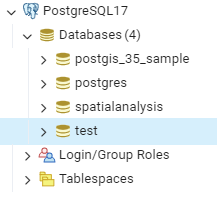 PostgreSQL17
Databases (4)
postgis_35_sample
postgres
spatialanalysis
test
Login/Group Roles
Tablespaces